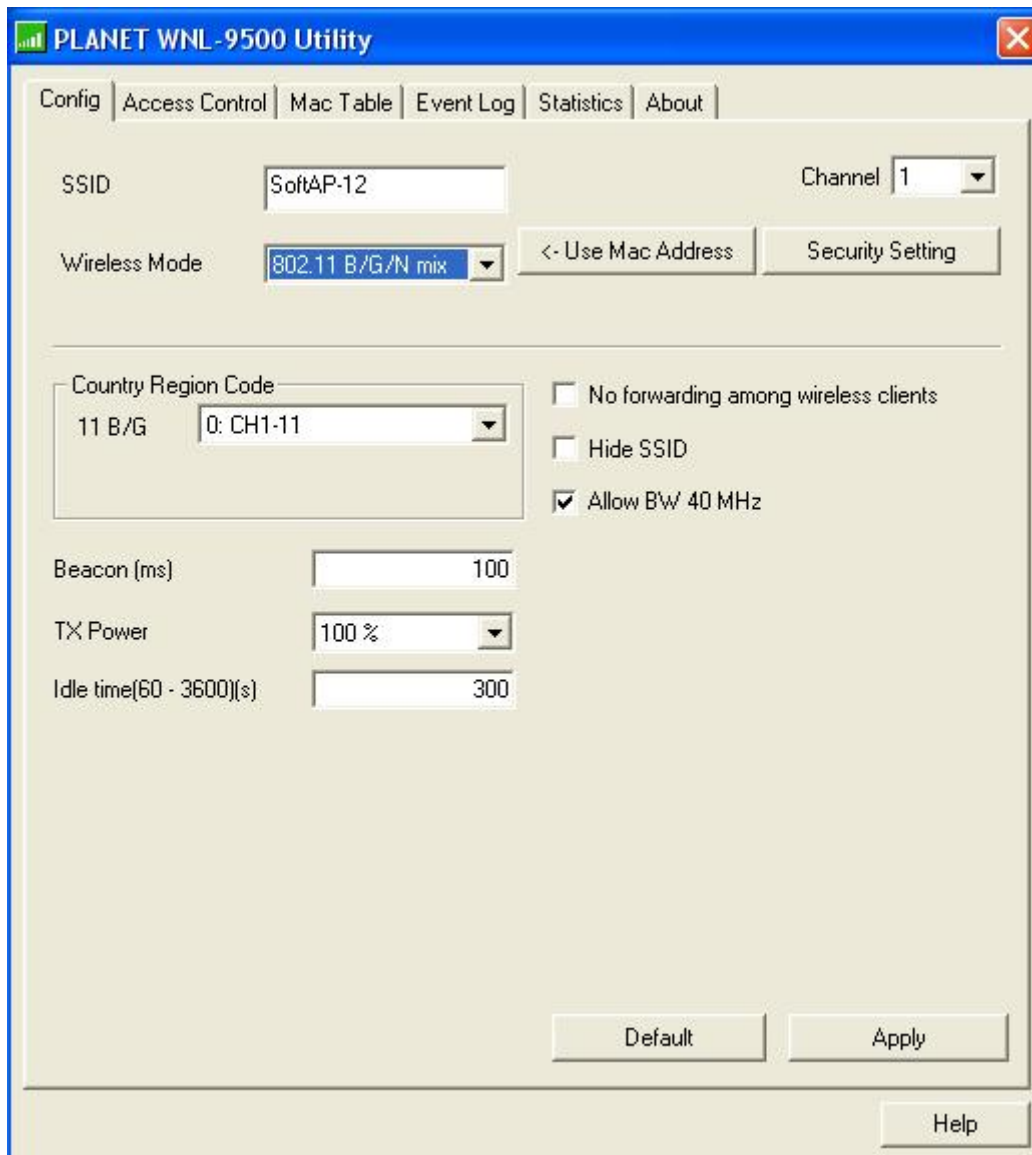 PLANET WNL-9500 Utility
Config Access Control Mac Table Event Log Statistics About
SSID SoftAP-12 Channel 1
Wireless Mode 802.11 B/G/N mix <- Use Mac Address Security Setting
Country Region Code
11 B/G 0: CH1-11
No forwarding among wireless clients
Hide SSID
Allow BW 40 MHz
Beacon (ms) 100
TX Power 100 %
Idle time(60 - 3600)(s) 300
Default Apply
Help